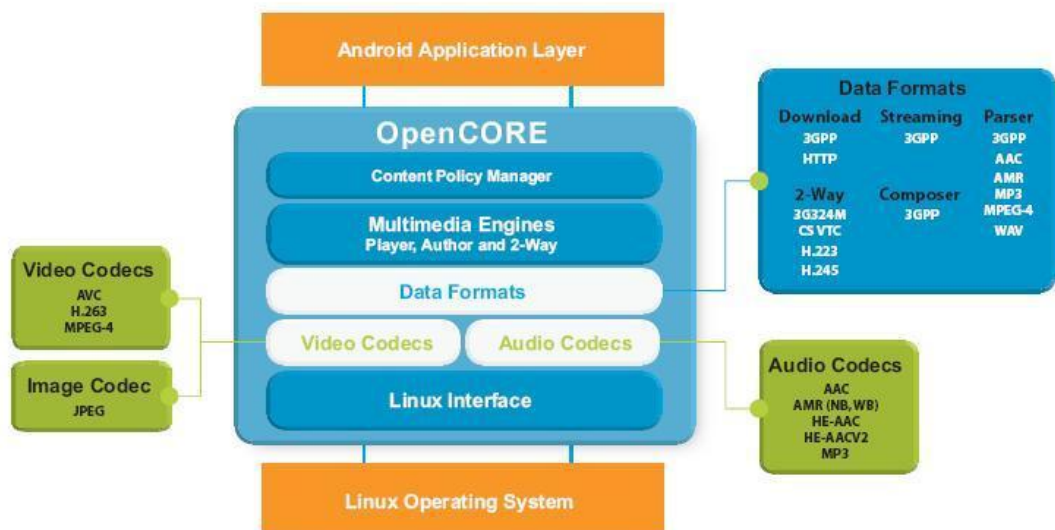 Android Application Layer
OpenCORE
Content Policy Manager
Multimedia Engines
Player, Author and 2-Way
Data Formats
Video Codecs
Audio Codecs
Linux Interface
Linux Operating System
Video Codecs
AVC
H.263
MPEG-4
Image Codec
JPEG
Data Formats
Download
3GPP
HTTP
Streaming
3GPP
Parser
3GPP
AAC
AMR
MP3
MPEG-4
WAV
2-Way
3G324M
CS VTC
H.223
H.245
Composer
3GPP
Audio Codecs
AAC
AMR (NB, WB)
HE-AAC
HE-AACV2
MP3